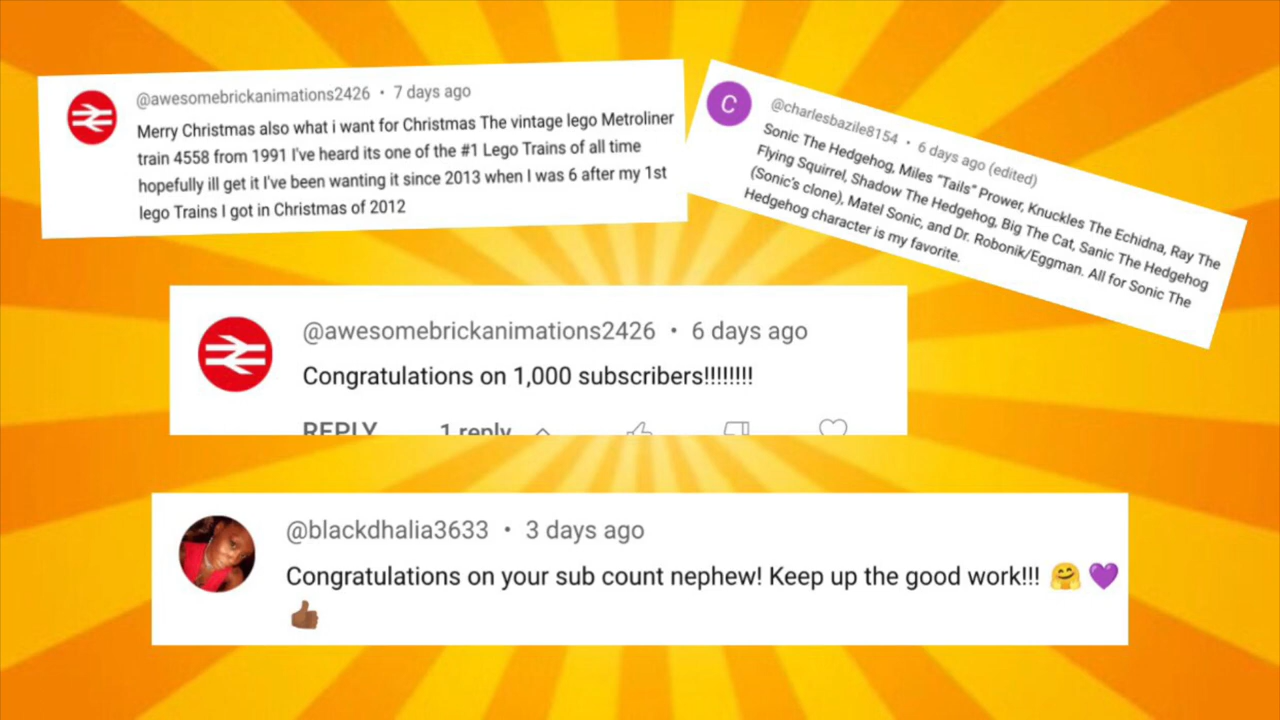 @awesomebrickanimations2426 • 7 days ago
Merry Christmas also what i want for Christmas The vintage lego Metroliner
train 4558 from 1991 I've heard its one of the #1 Lego Trains of all time
hopefully ill get it I've been wanting it since 2013 when I was 6 after my 1st
lego Trains I got in Christmas of 2012
C
@charlesbazile8154 • 6 days ago (edited)
Sonic The Hedgehog, Miles "Tails" Prower, Knuckles The Echidna, Ray The
Flying Squirrel, Shadow The Hedgehog, Big The Cat, Sanic The Hedgehog
(Sonic's clone), Matel Sonic, and Dr. Robonik/Eggman. All for Sonic The
Hedgehog character is my favorite.
@awesomebrickanimations2426 • 6 days ago
Congratulations on 1,000 subscribers!!!!!!!!
REPLY 1 reply
@blackdhalia3633 • 3 days ago
Congratulations on your sub count nephew! Keep up the good work!!! 🤗💜
👍🏾